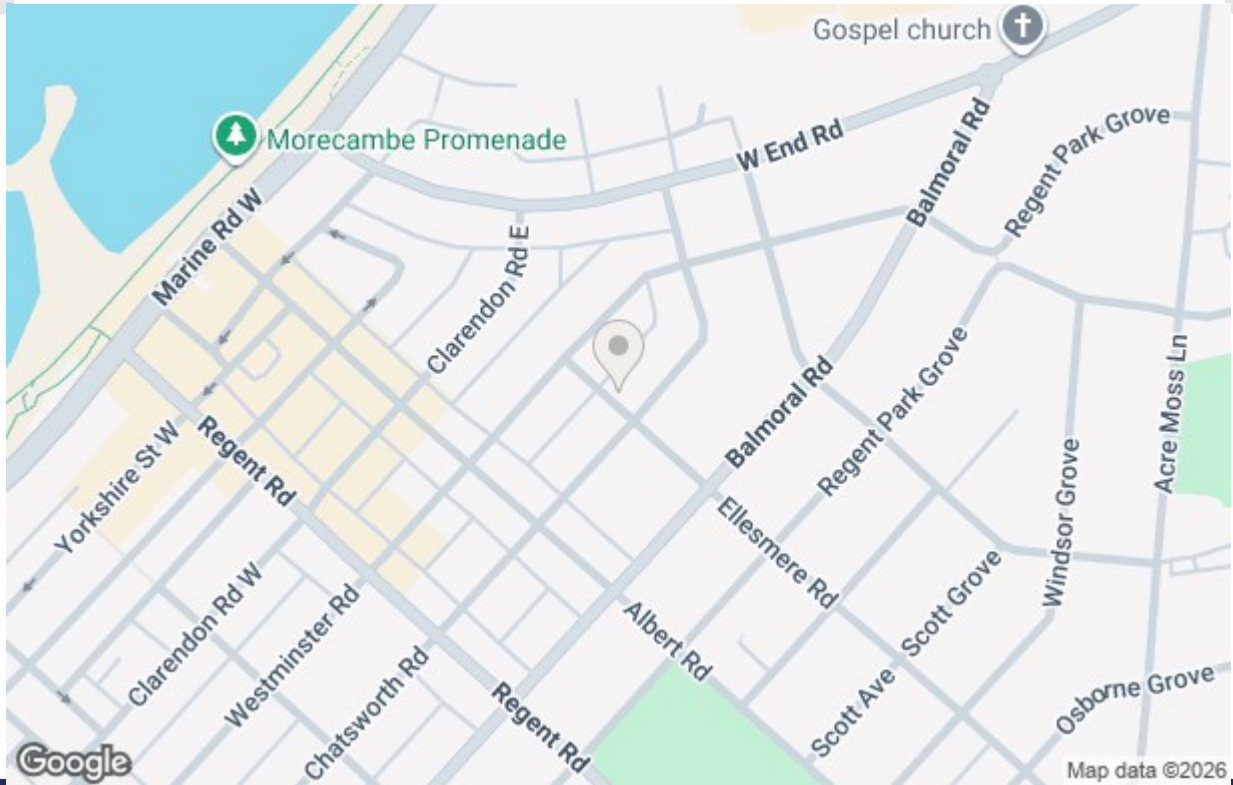 Gospel church
Morecambe Promenade
W End Rd
Balmoral Rd
Regent Park Grove
Marine Rd W
Clarendon Rd E
Balmoral Rd
Regent Park Grove
Acre Moss Ln
Yorkshire St W
Regent Rd
Ellesmere Rd
Windsor Grove
Scott Grove
Clarendon Rd W
Westminster Rd
Albert Rd
Chatsworth Rd
Regent Rd
Scott Ave
Osborne Grove
Google
Map data ©2026